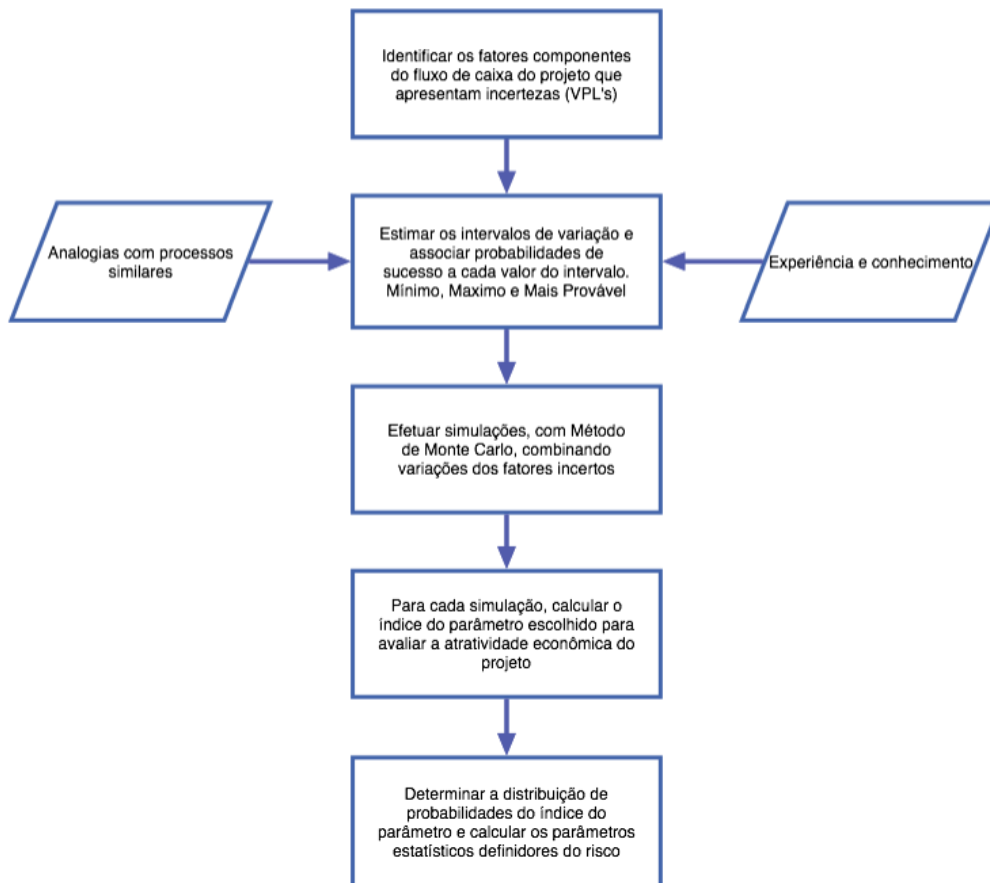 Identificar os fatores componentes
do fluxo de caixa do projeto que
apresentam incertezas (VPL's)
Analogias com processos
similares
Estimar os intervalos de variação e
associar probabilidades de
sucesso a cada valor do intervalo.
Mínimo, Maximo e Mais Provável
Experiência e conhecimento
Efetuar simulações, com Método
de Monte Carlo, combinando
variações dos fatores incertos
Para cada simulação, calcular o
índice do parâmetro escolhido para
avaliar a atratividade econômica do
projeto
Determinar a distribuição de
probabilidades do índice do
parâmetro e calcular os parâmetros
estatísticos definidores do risco